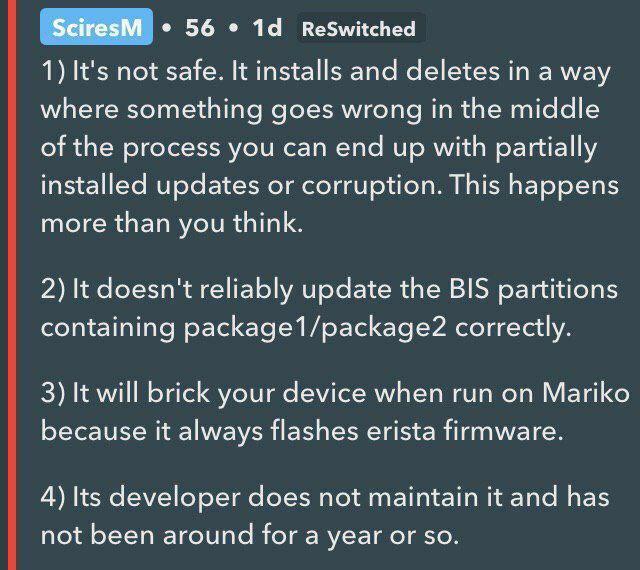 SciresM • 56 • 1d ReSwitched
1) It's not safe. It installs and deletes in a way
where something goes wrong in the middle
of the process you can end up with partially
installed updates or corruption. This happens
more than you think.
2) It doesn't reliably update the BIS partitions
containing package1/package2 correctly.
3) It will brick your device when run on Mariko
because it always flashes erista firmware.
4) Its developer does not maintain it and has
not been around for a year or so.